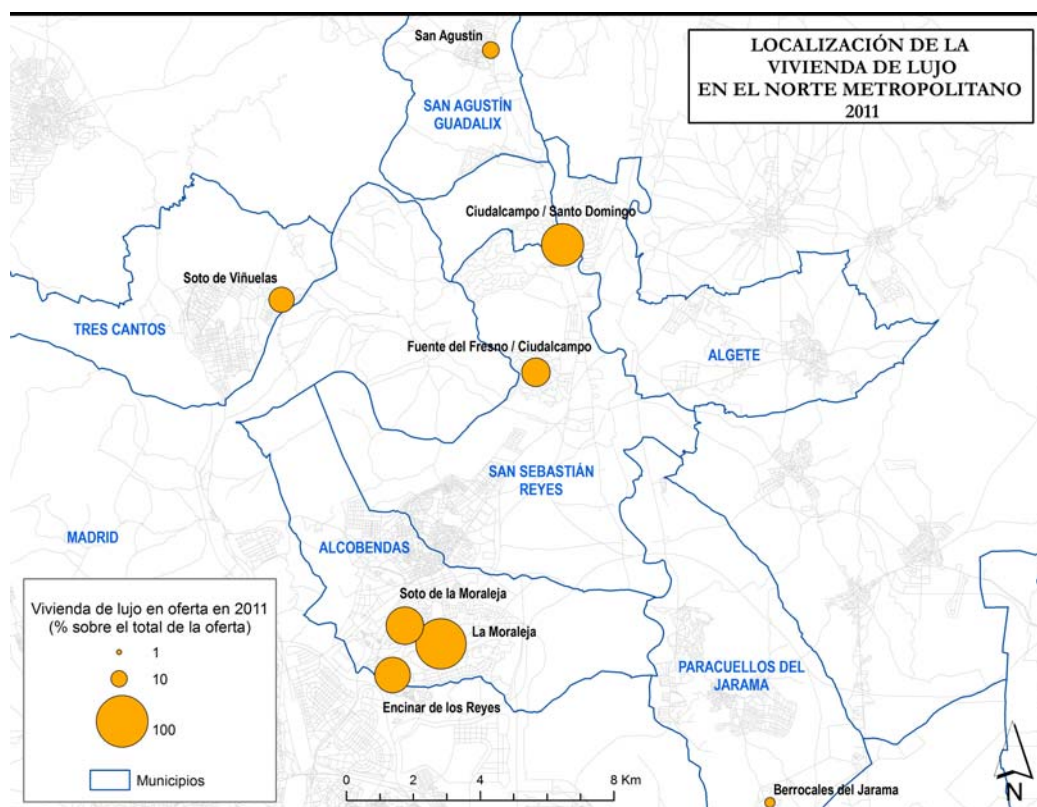 San Agustín
LOCALIZACIÓN DE LA
VIVIENDA DE LUJO
EN EL NORTE METROPOLITANO
2011
SAN AGUSTÍN
GUADALIX
Ciudalcampo / Santo Domingo
Soto de Viñuelas
TRES CANTOS
Fuente del Fresno / Ciudalcampo
ALGETE
SAN SEBASTIÁN
REYES
MADRID
ALCOBENDAS
Soto de la Moraleja
La Moraleja
PARACUELLOS DEL
JARAMA
Encinar de los Reyes
Vivienda de lujo en oferta en 2011
(% sobre el total de la oferta)
1
10
100
Municipios
0 2 4 8 Km
Berrocales del Jarama
N